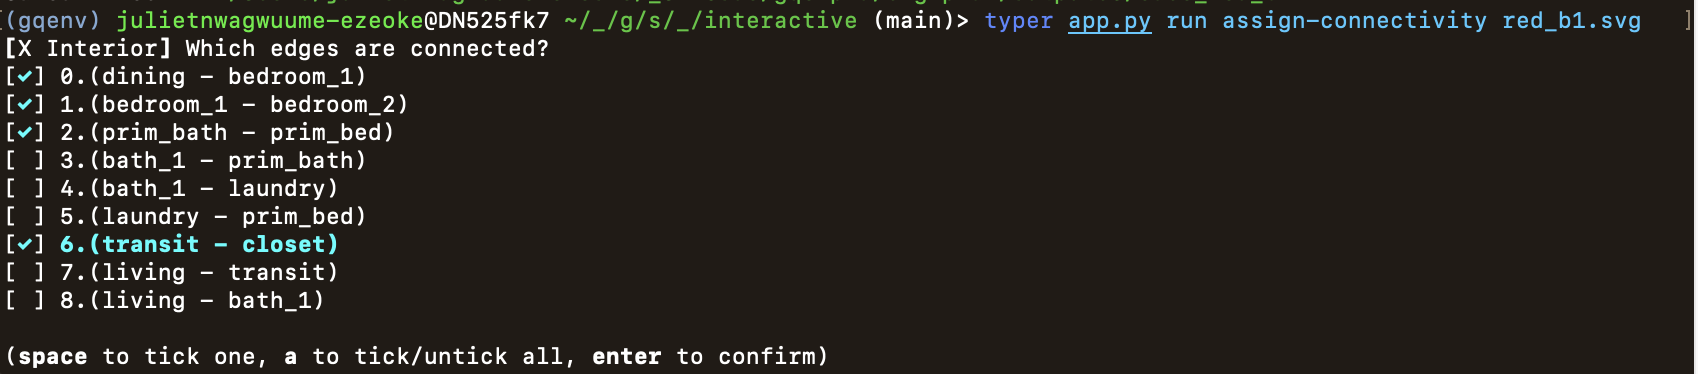 (gqenv) julietnwagwuume-ezeoke@DN525fk7 ~/_/g/s/_/interactive (main)> typer app.py run assign-connectivity red_b1.svg
[X Interior] Which edges are connected?
[✓] 0.(dining - bedroom_1)
[✓] 1.(bedroom_1 - bedroom_2)
[✓] 2.(prim_bath - prim_bed)
[ ] 3.(bath_1 - prim_bath)
[ ] 4.(bath_1 - laundry)
[ ] 5.(laundry - prim_bed)
[✓] 6.(transit - closet)
[ ] 7.(living - transit)
[ ] 8.(living - bath_1)
(space to tick one, a to tick/untick all, enter to confirm)